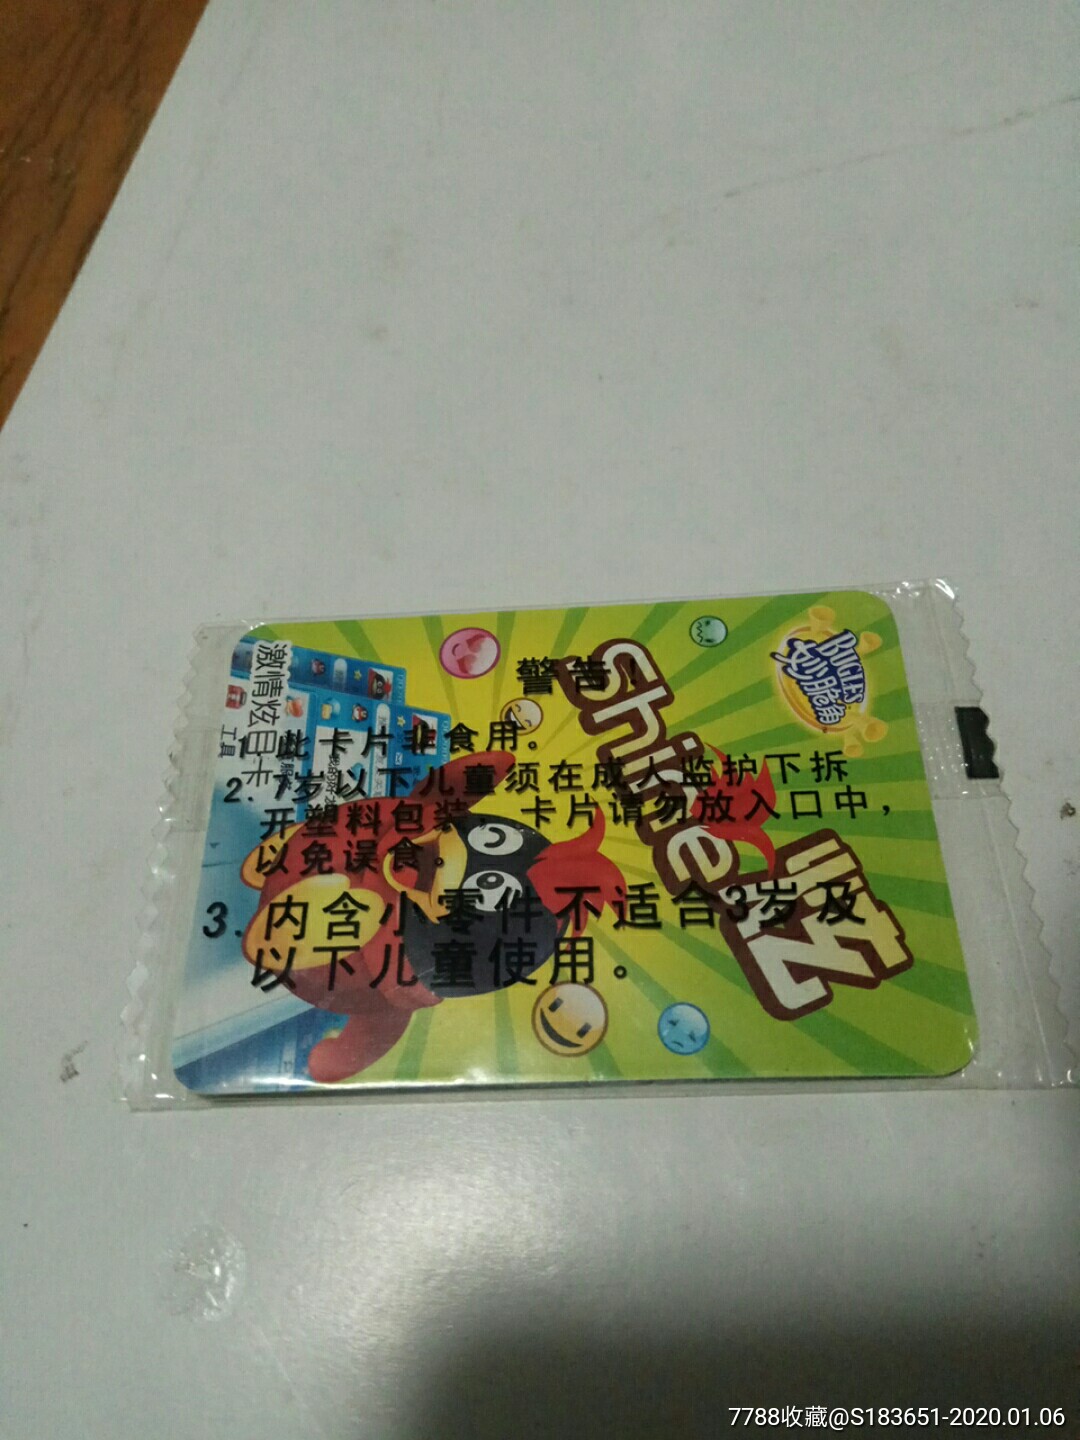 警告！
1.此卡片非食用。
2.7岁以下儿童须在成人监护下拆
开塑料包装，卡片请勿放入口中，
以免误食。
3.内含小零件不适合3岁及
以下儿童使用。
BUGLES
妙脆角
Shine
炫
激情炫目卡
工具
7788收藏@S183651-2020.01.06